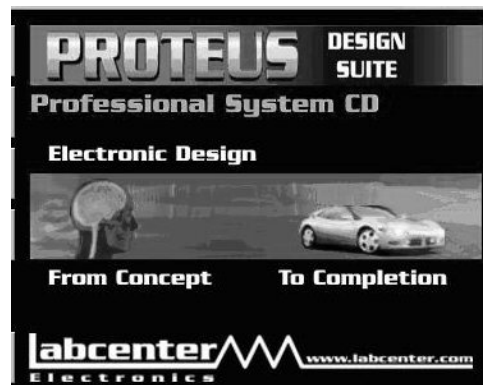 PROTEUS DESIGN SUITE
Professional System CD
Electronic Design
From Concept To Completion
labcenter www.labcenter.com
Electronics